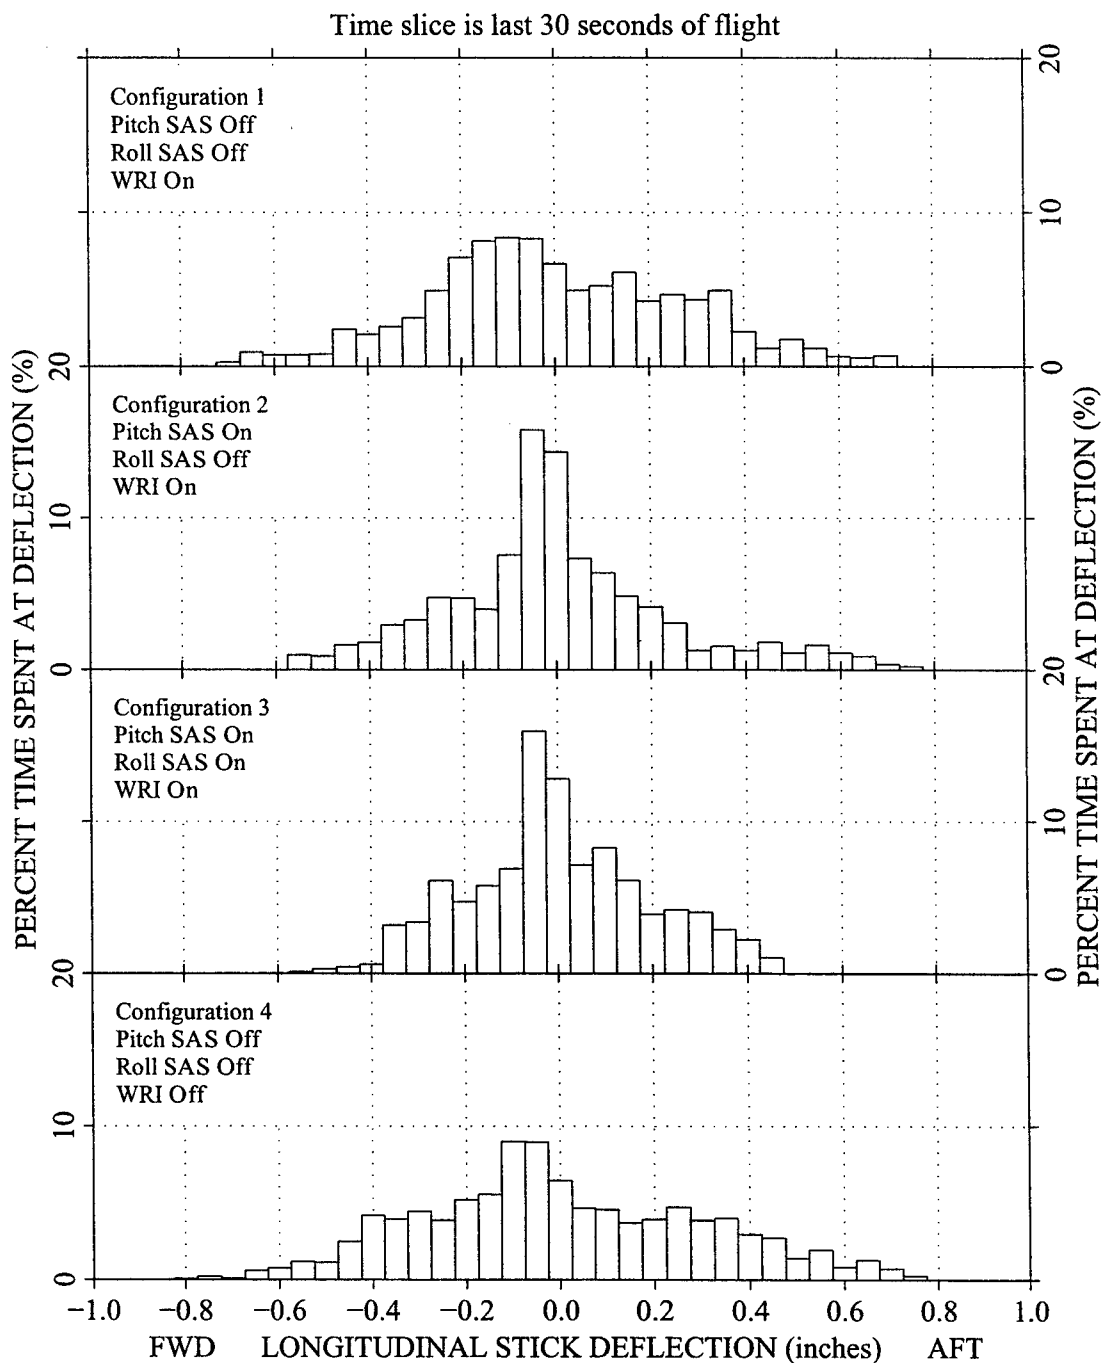 Time slice is last 30 seconds of flight
20
Configuration 1
Pitch SAS Off
Roll SAS Off
WRI On
10
20
0
Configuration 2
Pitch SAS On
Roll SAS Off
WRI On
10
0
20
Configuration 3
Pitch SAS On
Roll SAS On
WRI On
10
20
0
Configuration 4
Pitch SAS Off
Roll SAS Off
WRI Off
10
0
PERCENT TIME SPENT AT DEFLECTION (%)
PERCENT TIME SPENT AT DEFLECTION (%)
−1.0 −0.8 −0.6 −0.4 −0.2 0.0 0.2 0.4 0.6 0.8 1.0
FWD LONGITUDINAL STICK DEFLECTION (inches) AFT